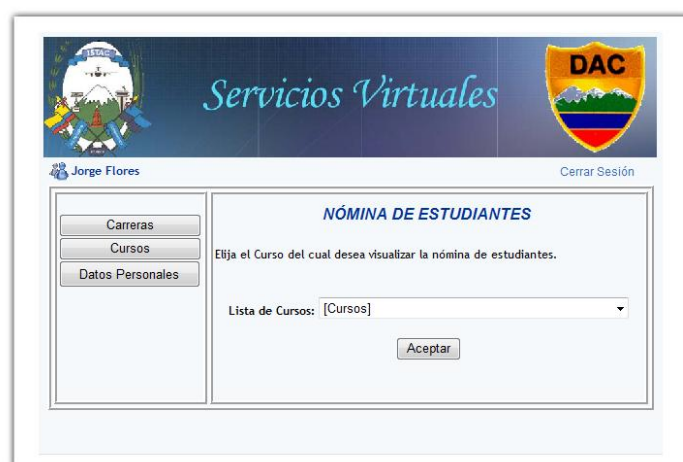 ISTAC
Servicios Virtuales
DAC
Jorge Flores
Cerrar Sesión
Carreras
Cursos
Datos Personales
NÓMINA DE ESTUDIANTES
Elija el Curso del cual desea visualizar la nómina de estudiantes.
Lista de Cursos: [Cursos]
Aceptar